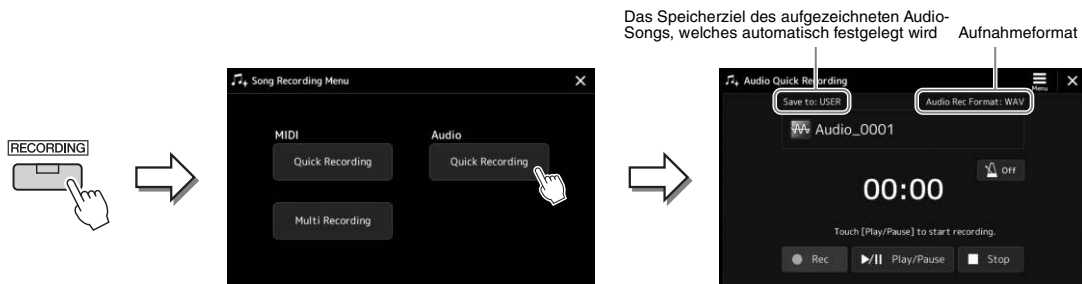 Das Speicherziel des aufgezeichneten Audio-
Songs, welches automatisch festgelegt wird
Aufnahmeformat
RECORDING
Song Recording Menu
MIDI
Audio
Quick Recording
Quick Recording
Multi Recording
Audio Quick Recording
Menu
Save to: USER
Audio Rec Format: WAV
Audio_0001
Off
00:00
Touch [Play/Pause] to start recording.
Rec
Play/Pause
Stop